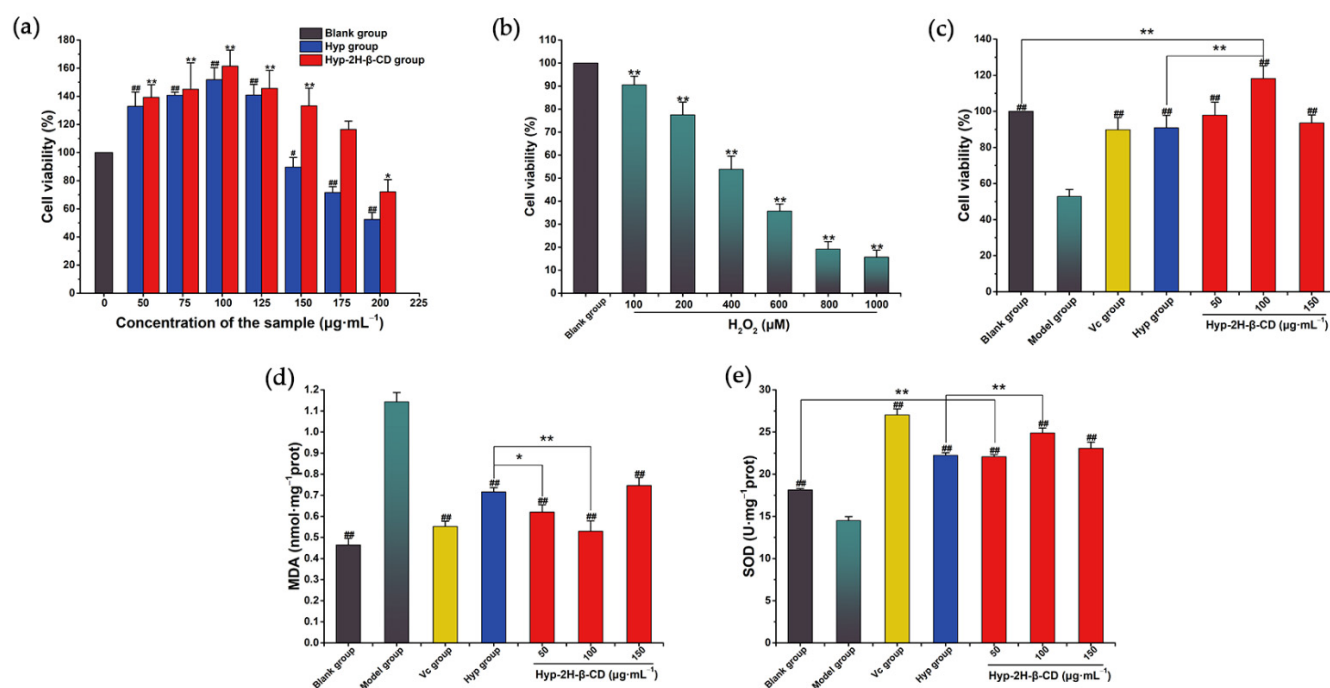 (a)
Blank group
Hyp group
Hyp-2H-β-CD group
180
160
140
120
100
80
60
40
20
0
Cell viability (%)
## ** ## ** ## ** ## ** # ** ## ## *
0 50 75 100 125 150 175 200 225
Concentration of the sample (μg·mL⁻¹)
(b)
110
100
90
80
70
60
50
40
30
20
10
0
Cell viability (%)
** ** ** ** ** ** **
Blank group 100 200 400 600 800 1000
H₂O₂ (μM)
(c)
140
120
100
80
60
40
20
0
Cell viability (%)
**
**
## ## ## ## ## ##
Blank group Model group Vc group Hyp group 50 100 150
Hyp-2H-β-CD (μg·mL⁻¹)
(d)
1.2
1.1
1.0
0.9
0.8
0.7
0.6
0.5
0.4
0.3
0.2
0.1
0.0
MDA (nmol·mg⁻¹prot)
**
*
## ## ## ## ## ##
Blank group Model group Vc group Hyp group 50 100 150
Hyp-2H-β-CD (μg·mL⁻¹)
(e)
30
25
20
15
10
5
0
SOD (U·mg⁻¹prot)
** **
## ## ## ## ## ##
Blank group Model group Vc group Hyp group 50 100 150
Hyp-2H-β-CD (μg·mL⁻¹)